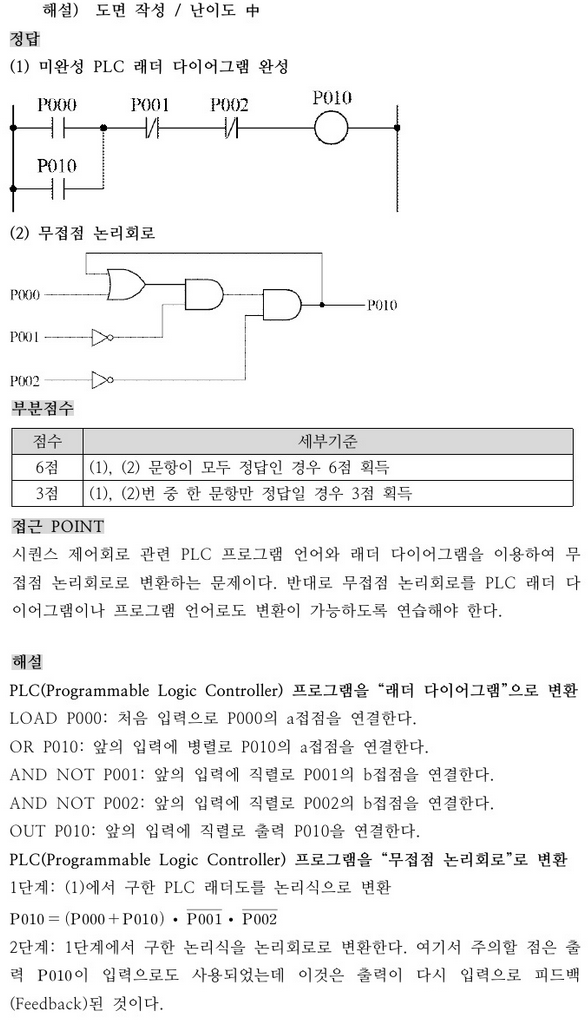 해설) 도면 작성 / 난이도 中
정답
(1) 미완성 PLC 래더 다이어그램 완성
P000 P001 P002 P010
P010
(2) 무접점 논리회로
P000
P010
P001
P002
부분점수
점수 세부기준
6점 (1), (2) 문항이 모두 정답인 경우 6점 획득
3점 (1), (2)번 중 한 문항만 정답일 경우 3점 획득
접근 POINT
시퀀스 제어회로 관련 PLC 프로그램 언어와 래더 다이어그램을 이용하여 무
접점 논리회로로 변환하는 문제이다. 반대로 무접점 논리회로를 PLC 래더 다
이어그램이나 프로그램 언어로도 변환이 가능하도록 연습해야 한다.
해설
PLC(Programmable Logic Controller) 프로그램을 “래더 다이어그램”으로 변환
LOAD P000: 처음 입력으로 P000의 a접점을 연결한다.
OR P010: 앞의 입력에 병렬로 P010의 a접점을 연결한다.
AND NOT P001: 앞의 입력에 직렬로 P001의 b접점을 연결한다.
AND NOT P002: 앞의 입력에 직렬로 P002의 b접점을 연결한다.
OUT P010: 앞의 입력에 직렬로 출력 P010을 연결한다.
PLC(Programmable Logic Controller) 프로그램을 “무접점 논리회로”로 변환
1단계: (1)에서 구한 PLC 래더도를 논리식으로 변환
P010 = (P000 + P010) • P̅0̅0̅1̅ • P̅0̅0̅2̅
2단계: 1단계에서 구한 논리식을 논리회로로 변환한다. 여기서 주의할 점은 출
력 P010이 입력으로도 사용되었는데 이것은 출력이 다시 입력으로 피드백
(Feedback)된 것이다.